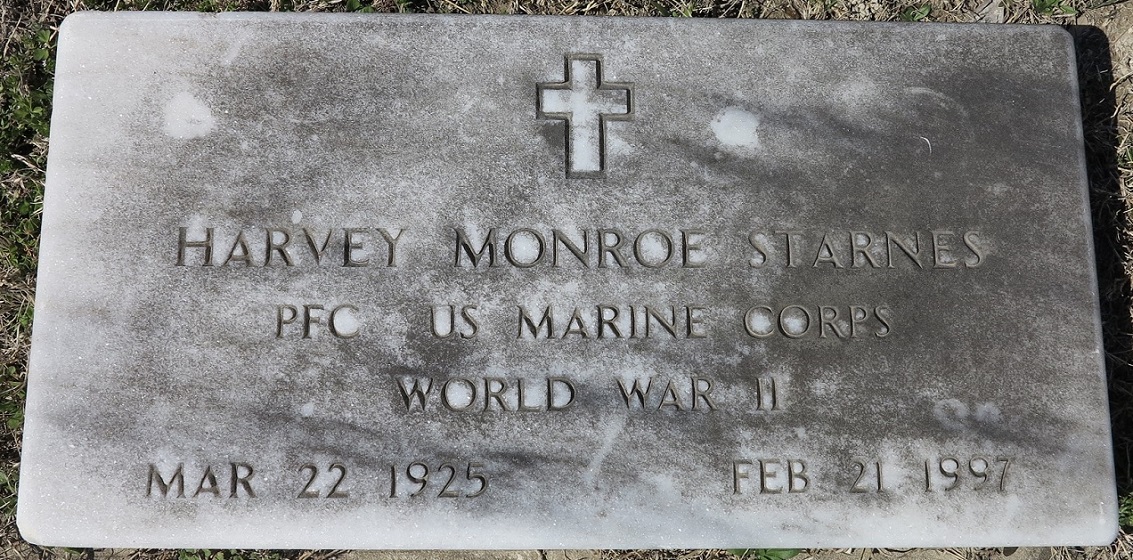 HARVEY MONROE STARNES
PFC US MARINE CORPS
WORLD WAR II
MAR 22 1925 FEB 21 1997